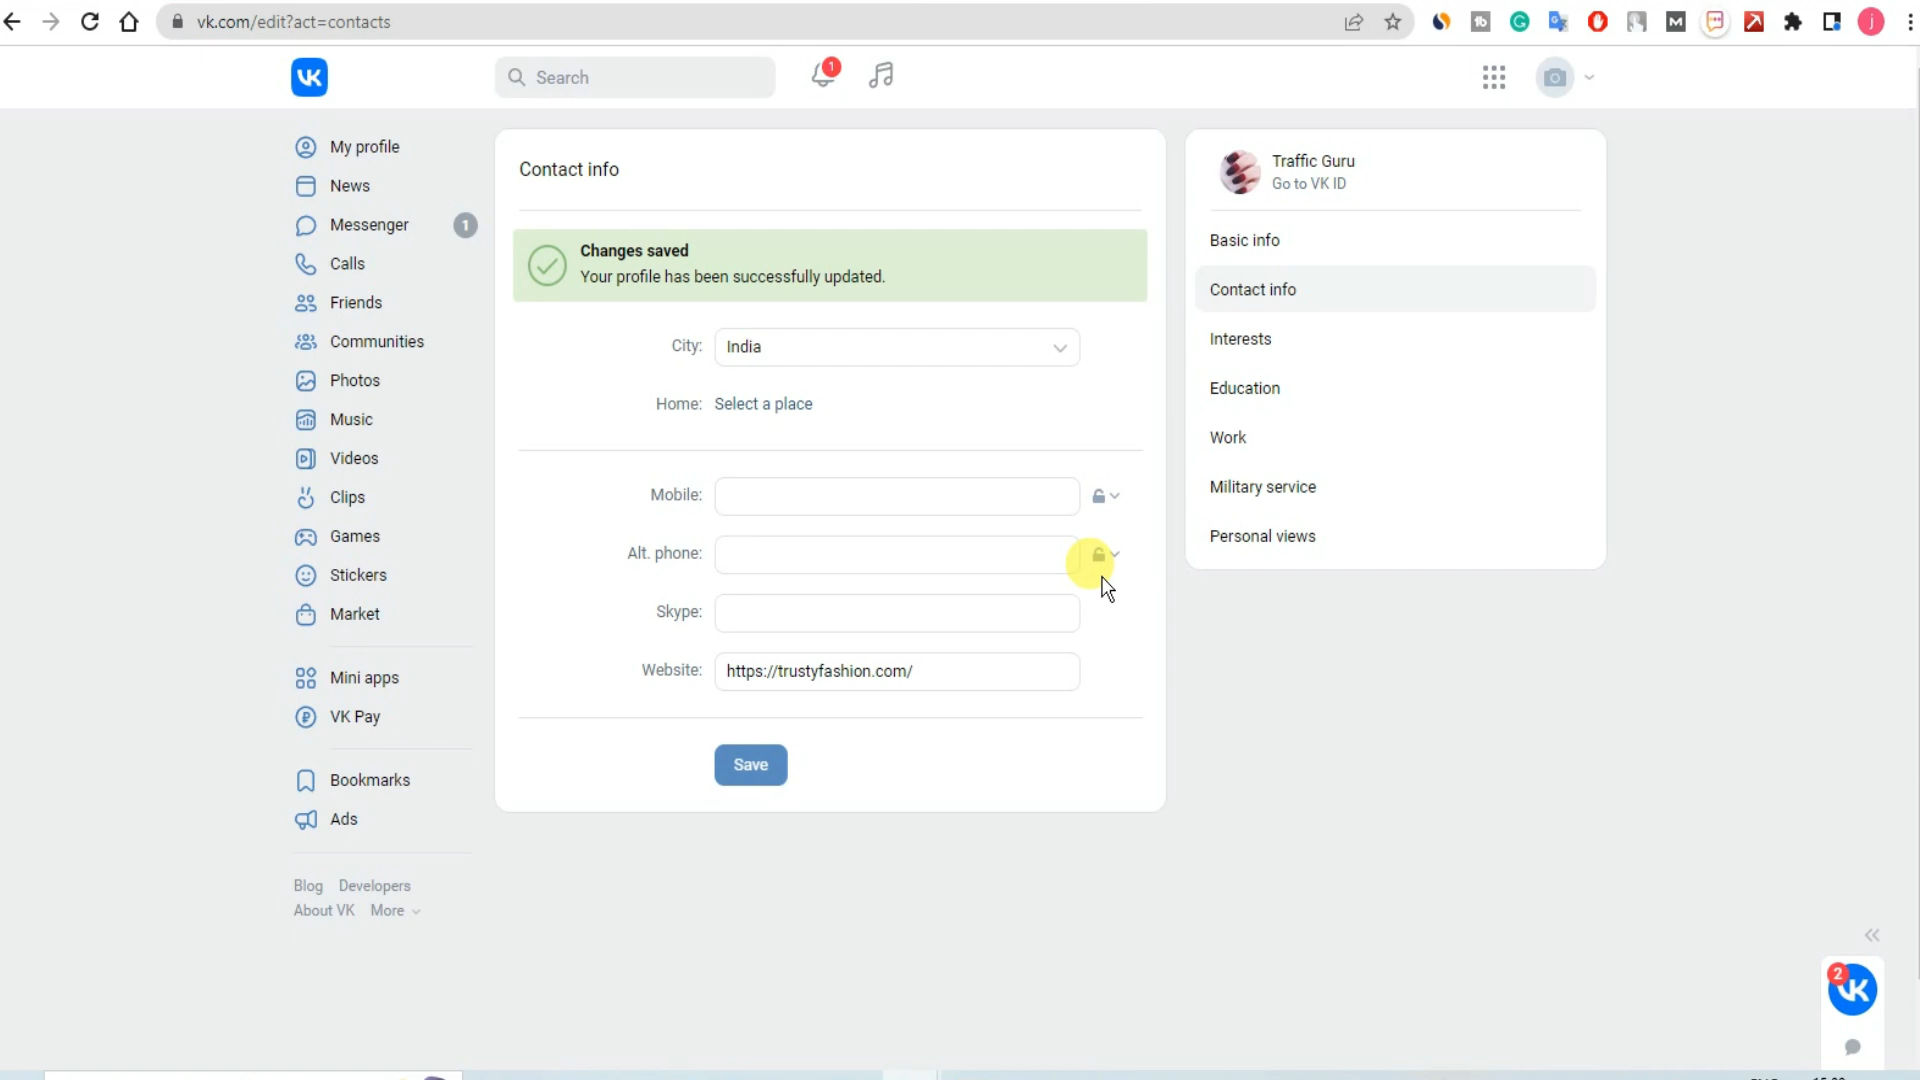 vk.com/edit?act=contacts
Search
1
My profile
News
Messenger 1
Calls
Friends
Communities
Photos
Music
Videos
Clips
Games
Stickers
Market
Mini apps
VK Pay
Bookmarks
Ads
Blog Developers
About VK More
Contact info
Changes saved
Your profile has been successfully updated.
City: India
Home: Select a place
Mobile:
Alt. phone:
Skype:
Website: https://trustyfashion.com/
Save
Traffic Guru
Go to VK ID
Basic info
Contact info
Interests
Education
Work
Military service
Personal views
2